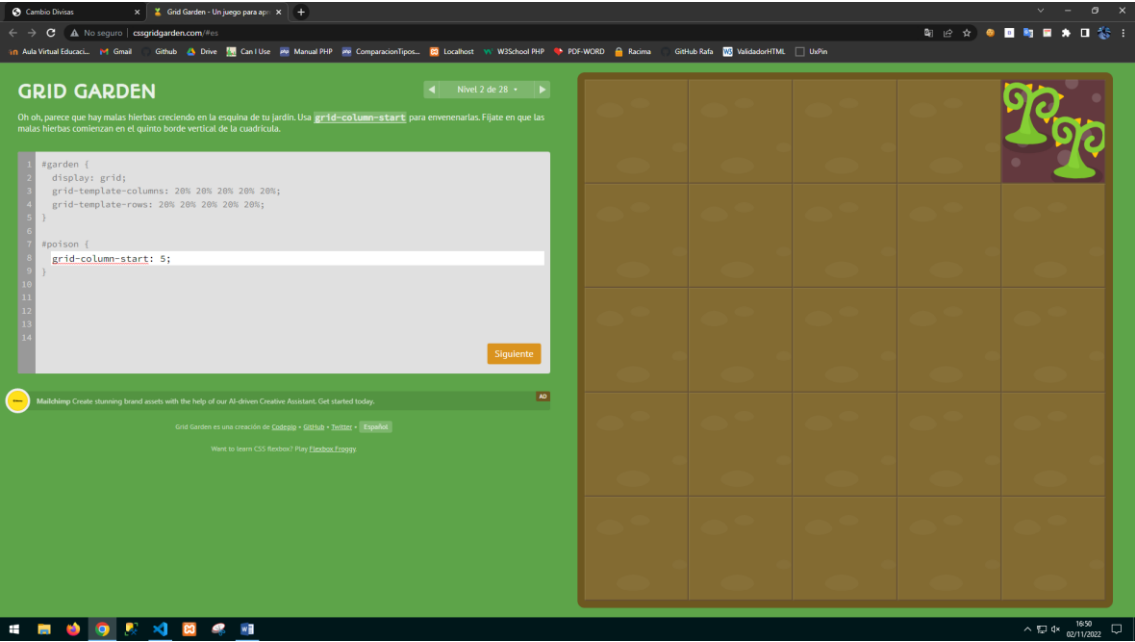 Cambio Divisas
Grid Garden - Un juego para apr
No seguro | cssgridgarden.com/#es
Aula Virtual Educaci... Gmail Github Drive Can I Use Manual PHP ComparacionTipos... Localhost W3School PHP PDF-WORD Racima GitHub Rafa ValidadorHTML UxPin
GRID GARDEN
Nivel 2 de 28
Oh oh, parece que hay malas hierbas creciendo en la esquina de tu jardín. Usa grid-column-start para envenenarlas. Fíjate en que las
malas hierbas comienzan en el quinto borde vertical de la cuadrícula.
1 #garden {
2 display: grid;
3 grid-template-columns: 20% 20% 20% 20% 20%;
4 grid-template-rows: 20% 20% 20% 20% 20%;
5 }
6
7 #poison {
8 grid-column-start: 5;
9 }
10
11
12
13
14
Siguiente
Mailchimp Create stunning brand assets with the help of our AI-driven Creative Assistant. Get started today.
AD
Grid Garden es una creación de Codepip • GitHub • Twitter • Español
Want to learn CSS flexbox? Play Flexbox Froggy.
16:50
02/11/2022